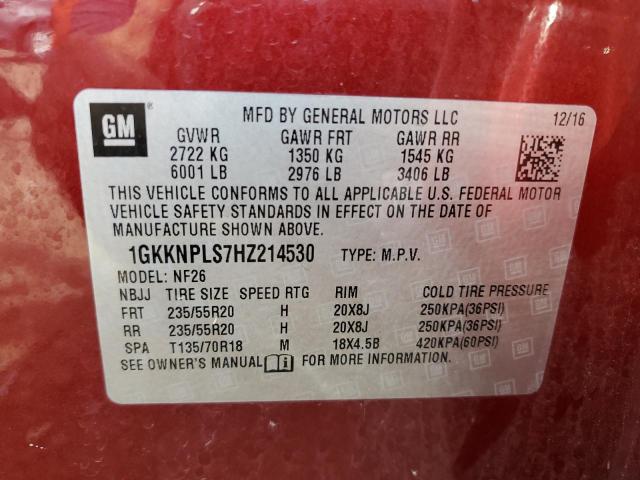 GM ®
MFD BY GENERAL MOTORS LLC 12/16
GVWR GAWR FRT GAWR RR
2722 KG 1350 KG 1545 KG
6001 LB 2976 LB 3406 LB
THIS VEHICLE CONFORMS TO ALL APPLICABLE U.S. FEDERAL MOTOR
VEHICLE SAFETY STANDARDS IN EFFECT ON THE DATE OF
MANUFACTURE SHOWN ABOVE.
1GKKNPLS7HZ214530 TYPE: M.P.V.
MODEL: NF26
NBJJ TIRE SIZE SPEED RTG RIM COLD TIRE PRESSURE
FRT 235/55R20 H 20X8J 250KPA(36PSI)
RR 235/55R20 H 20X8J 250KPA(36PSI)
SPA T135/70R18 M 18X4.5B 420KPA(60PSI)
SEE OWNER'S MANUAL FOR MORE INFORMATION.